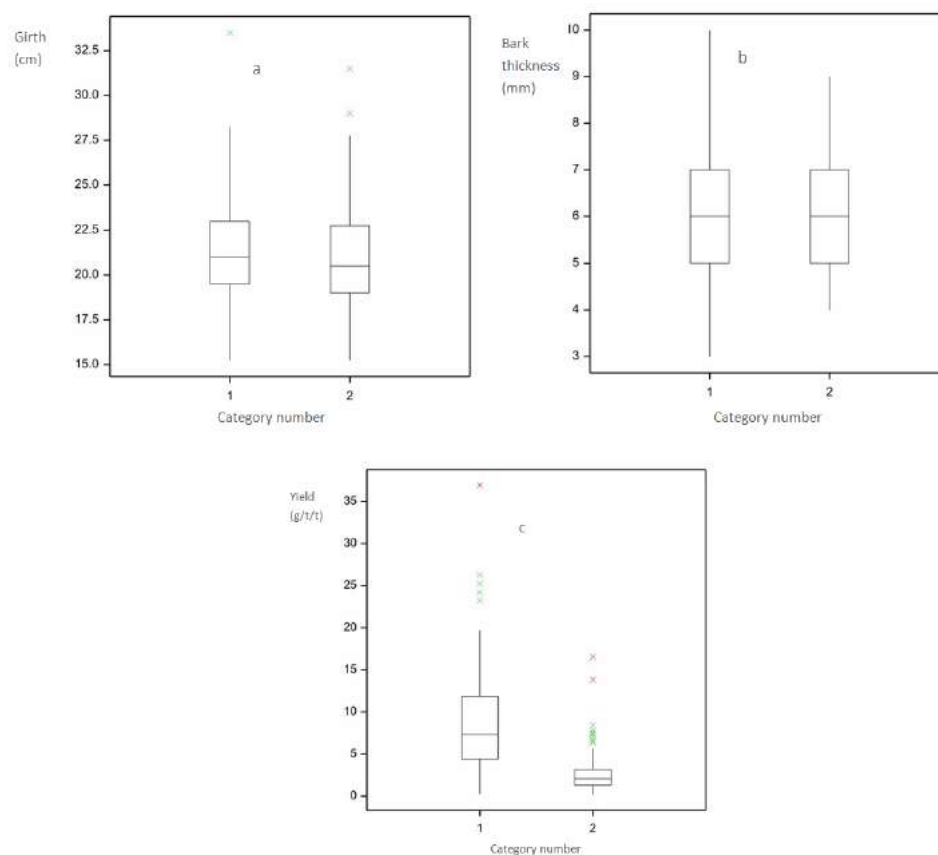 Girth
(cm)
a
32.5
30.0
27.5
25.0
22.5
20.0
17.5
15.0
1 2
Category number
Bark
thickness
(mm)
b
10
9
8
7
6
5
4
3
1 2
Category number
Yield
(g/t/t)
c
35
30
25
20
15
10
5
0
1 2
Category number